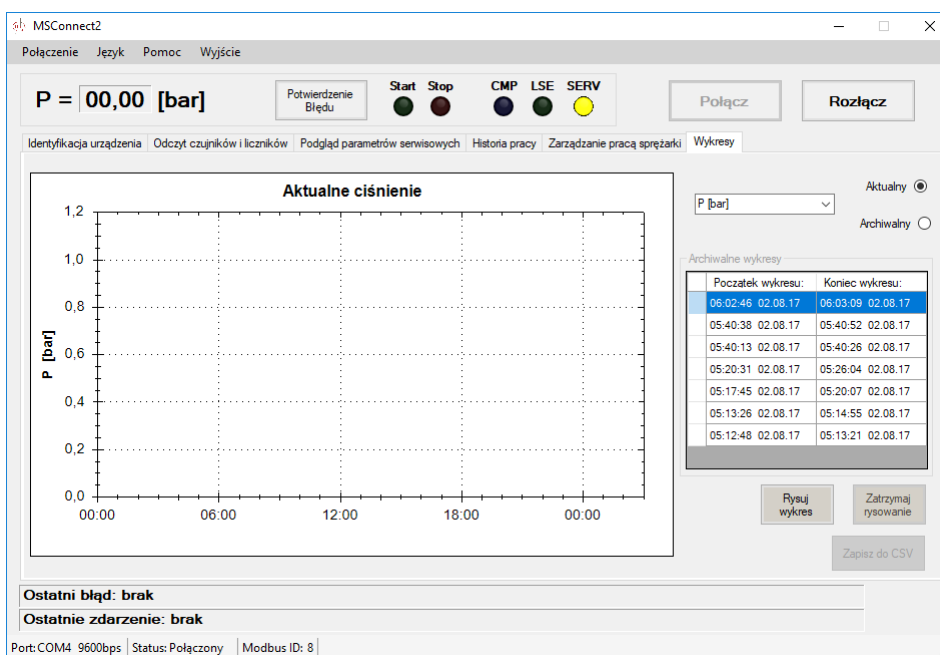 MSConnect2
Połączenie Język Pomoc Wyjście
P = 00,00 [bar]
Potwierdzenie
Błędu
Start Stop CMP LSE SERV
Połącz
Rozłącz
Identyfikacja urządzenia Odczyt czujników i liczników Podgląd parametrów serwisowych Historia pracy Zarządzanie pracą sprężarki Wykresy
Aktualne ciśnienie
P [bar]
1,2
1,0
0,8
0,6
0,4
0,2
0,0
00:00 06:00 12:00 18:00 00:00
P [bar]
Aktualny
Archiwalny
Archiwalne wykresy
Początek wykresu: Koniec wykresu:
06:02:46 02.08.17 06:03:09 02.08.17
05:40:38 02.08.17 05:40:52 02.08.17
05:40:13 02.08.17 05:40:26 02.08.17
05:20:31 02.08.17 05:26:04 02.08.17
05:17:45 02.08.17 05:20:07 02.08.17
05:13:26 02.08.17 05:14:55 02.08.17
05:12:48 02.08.17 05:13:21 02.08.17
Rysuj
wykres
Zatrzymaj
rysowanie
Zapisz do CSV
Ostatni błąd: brak
Ostatnie zdarzenie: brak
Port: COM4 9600bps Status: Połączony Modbus ID: 8